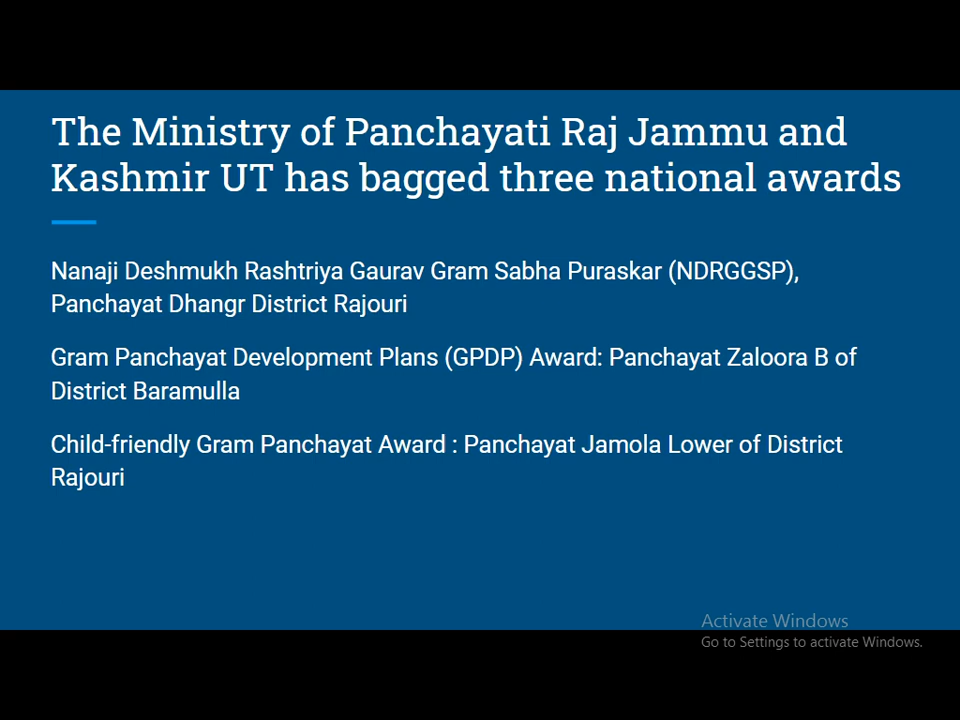 The Ministry of Panchayati Raj Jammu and
Kashmir UT has bagged three national awards
Nanaji Deshmukh Rashtriya Gaurav Gram Sabha Puraskar (NDRGGSP),
Panchayat Dhangr District Rajouri
Gram Panchayat Development Plans (GPDP) Award: Panchayat Zaloora B of
District Baramulla
Child-friendly Gram Panchayat Award : Panchayat Jamola Lower of District
Rajouri
Activate Windows
Go to Settings to activate Windows.